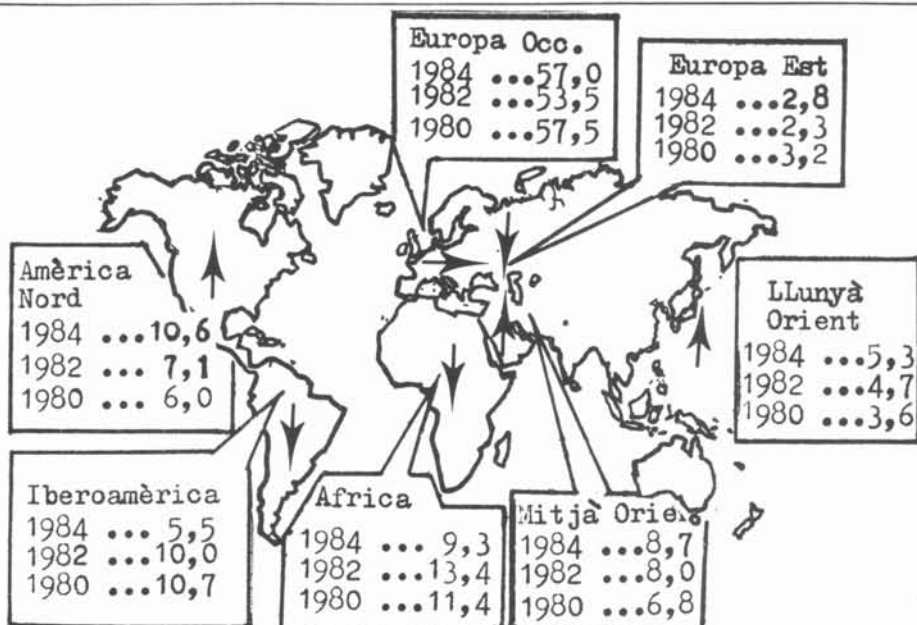 Europa Occ.
1984 ...57,0
1982 ...53,5
1980 ...57,5
Europa Est
1984 ...2,8
1982 ...2,3
1980 ...3,2
Amèrica
Nord
1984 ...10,6
1982 ... 7,1
1980 ... 6,0
LLunyà
Orient
1984 ...5,3
1982 ...4,7
1980 ...3,6
Iberoamèrica
1984 ... 5,5
1982 ...10,0
1980 ...10,7
Africa
1984 ... 9,3
1982 ...13,4
1980 ...11,4
Mitjà Orien
1984 ...8,7
1982 ...8,0
1980 ...6,8